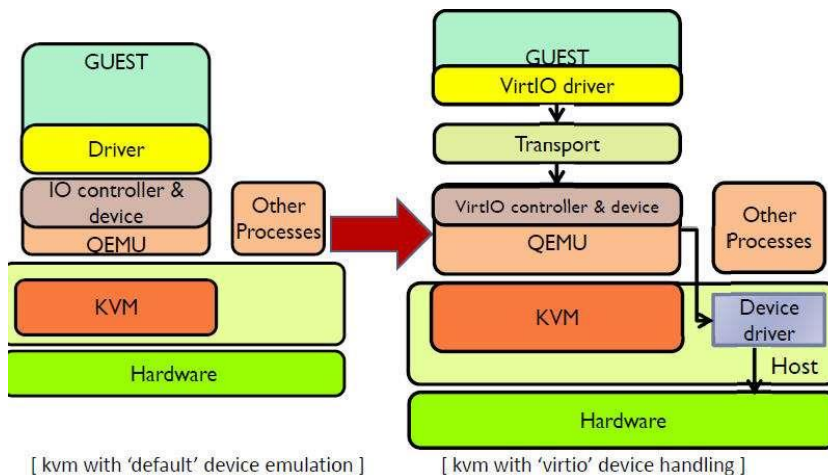 GUEST
Driver
IO controller &
device
QEMU
Other
Processes
KVM
Hardware
[ kvm with 'default' device emulation ]
GUEST
VirtIO driver
Transport
VirtIO controller & device
QEMU
Other
Processes
KVM
Device
driver
Host
Hardware
[ kvm with 'virtio' device handling ]